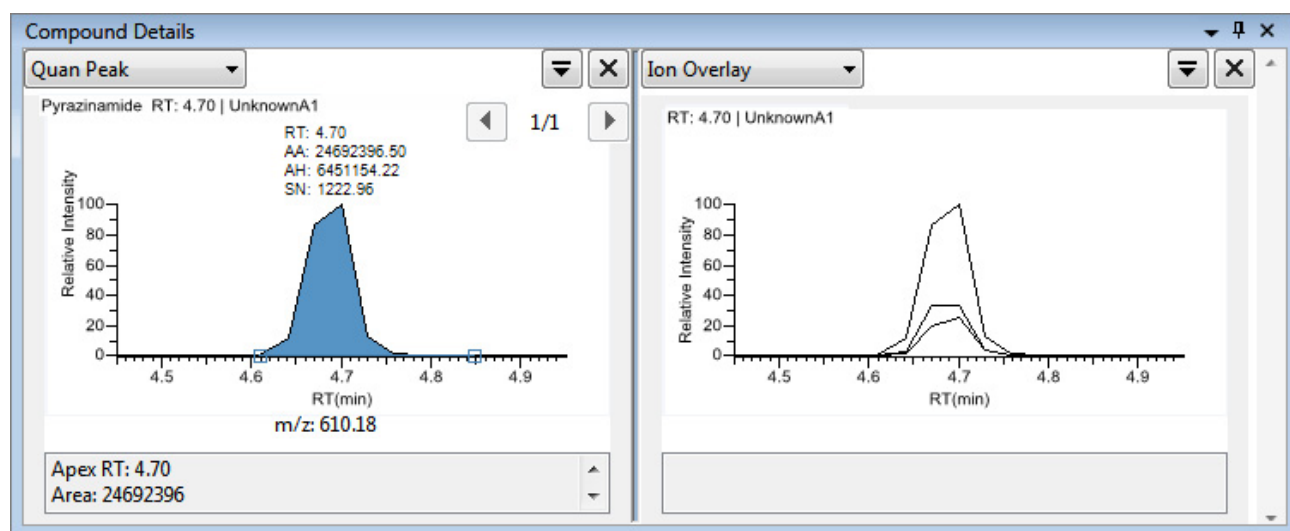 Compound Details
Quan Peak
Pyrazinamide RT: 4.70 | UnknownA1
1/1
RT: 4.70
AA: 24692396.50
AH: 6451154.22
SN: 1222.96
Relative Intensity
100
80
60
40
20
0
4.5 4.6 4.7 4.8 4.9
RT(min)
m/z: 610.18
Apex RT: 4.70
Area: 24692396
Ion Overlay
RT: 4.70 | UnknownA1
Relative Intensity
100
80
60
40
20
0
4.5 4.6 4.7 4.8 4.9
RT(min)